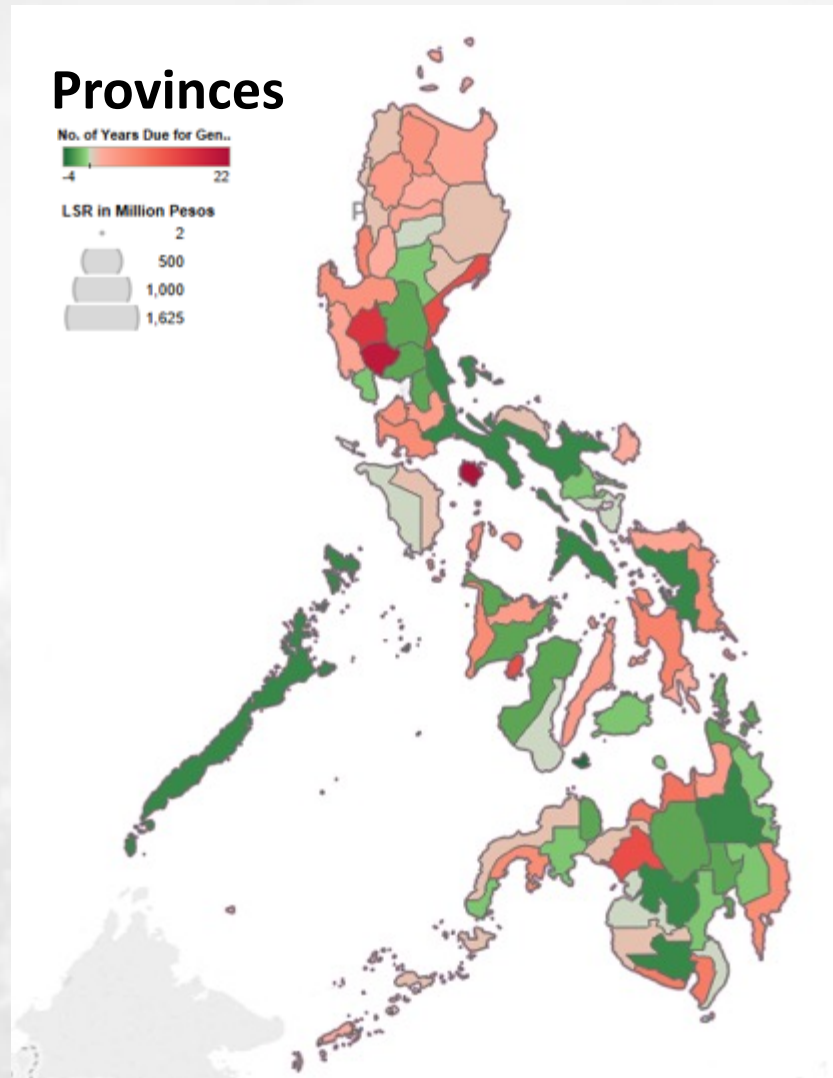 Provinces
No. of Years Due for Gen..
-4 22
LSR in Million Pesos
2
500
1,000
1,625
P